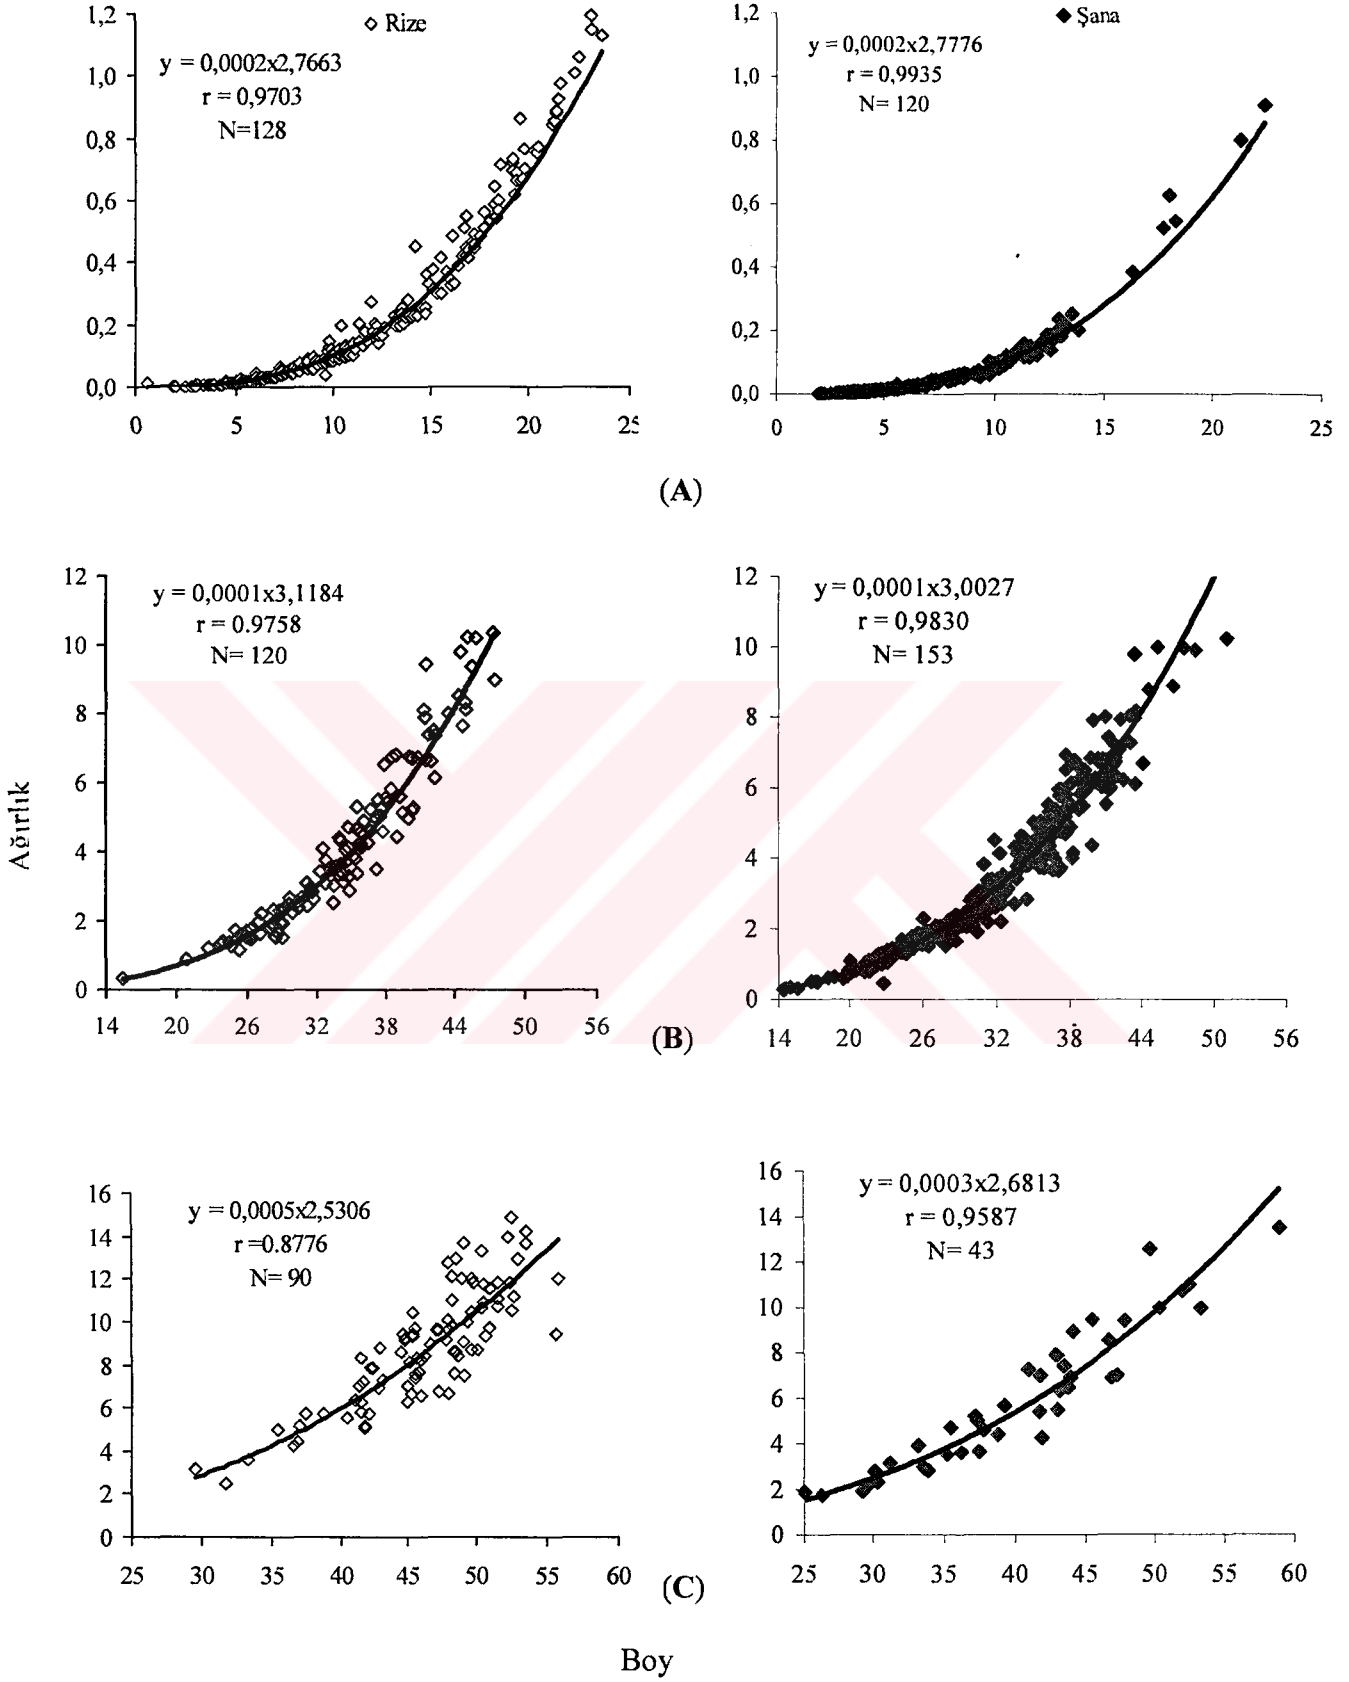 Rize
y = 0,0002x2,7663
r = 0,9703
N=128
1,2
1,0
0,8
0,6
0,4
0,2
0,0
0 5 10 15 20 25
Şana
y = 0,0002x2,7776
r = 0,9935
N= 120
1,2
1,0
0,8
0,6
0,4
0,2
0,0
0 5 10 15 20 25
(A)
y = 0,0001x3,1184
r = 0.9758
N= 120
12
10
8
6
4
2
0
14 20 26 32 38 44 50 56
y = 0,0001x3,0027
r = 0,9830
N= 153
12
10
8
6
4
2
0
14 20 26 32 38 44 50 56
(B)
Ağırlık
y = 0,0005x2,5306
r =0.8776
N= 90
16
14
12
10
8
6
4
2
0
25 30 35 40 45 50 55 60
y = 0,0003x2,6813
r = 0,9587
N= 43
16
14
12
10
8
6
4
2
0
25 30 35 40 45 50 55 60
(C)
Boy